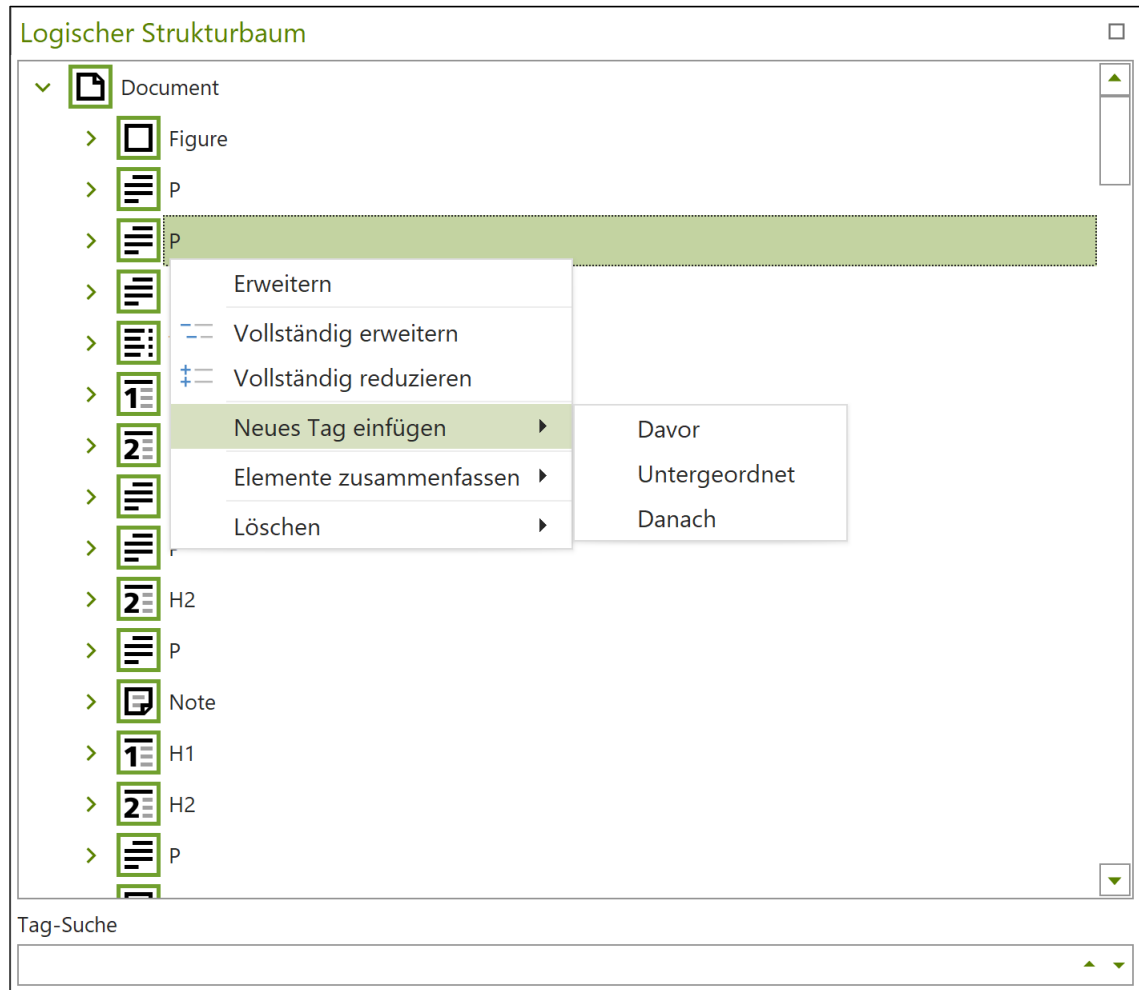 Logischer Strukturbaum
Document
Figure
P
P
Erweitern
Vollständig erweitern
Vollständig reduzieren
Neues Tag einfügen
Davor
Elemente zusammenfassen
Untergeordnet
Löschen
Danach
P
H2
P
Note
H1
H2
P
Tag-Suche